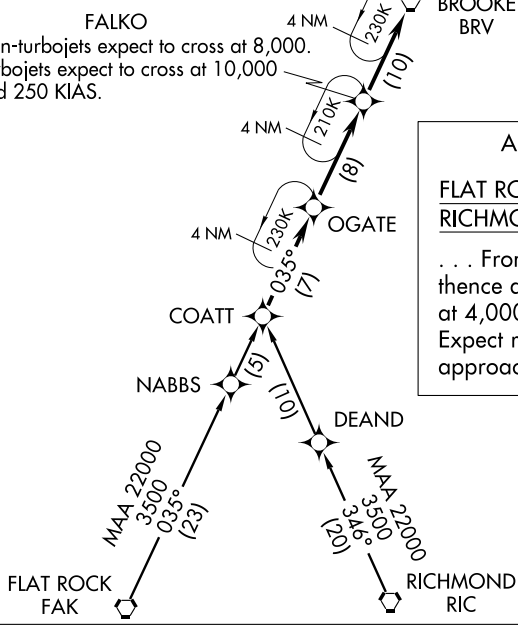 BROOKE
BRV
FALKO
n-turbojets expect to cross at 8,000.
bojets expect to cross at 10,000
d 250 KIAS.
4 NM
230K
(10)
4 NM
210K
(8)
OGATE
4 NM
230K
035°
(7)
COATT
NABBS
(5)
(10)
DEAND
MAA 22000
3500
035°
(23)
MAA 22000
3500
346°
(20)
FLAT ROCK
FAK
RICHMOND
RIC
A
FLAT RO
RICHMO
. . . From
thence a
at 4,000
Expect r
approac